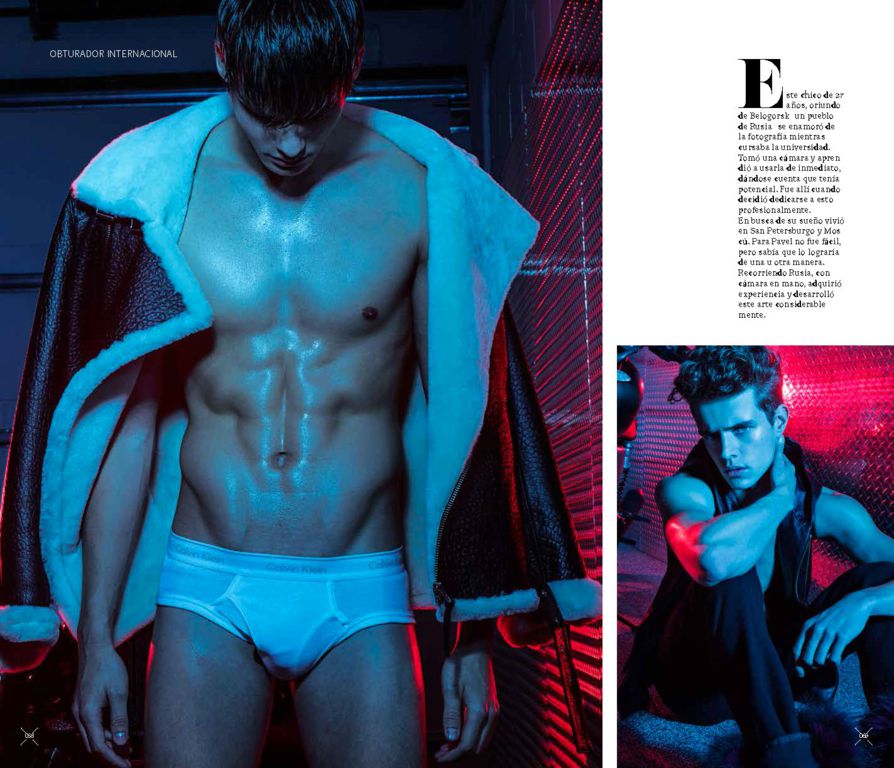 OBTURADOR INTERNACIONAL
Este chico de 27
años, oriundo
de Belogorsk un pueblo
de Rusia se enamoró de
la fotografía mientras
cursaba la universidad.
Tomó una cámara y apren
dió a usarla de inmediato,
dándose cuenta que tenía
potencial. Fue allí cuando
decidió dedicarse a esto
profesionalmente.
En busca de su sueño vivió
en San Petersburgo y Mos
cú. Para Pavel no fue fácil,
pero sabía que lo lograría
de una u otra manera.
Recorriendo Rusia, con
cámara en mano, adquirió
experiencia y desarrolló
este arte considerable
mente.
Calvin Klein Calvin Klein Calvin
058